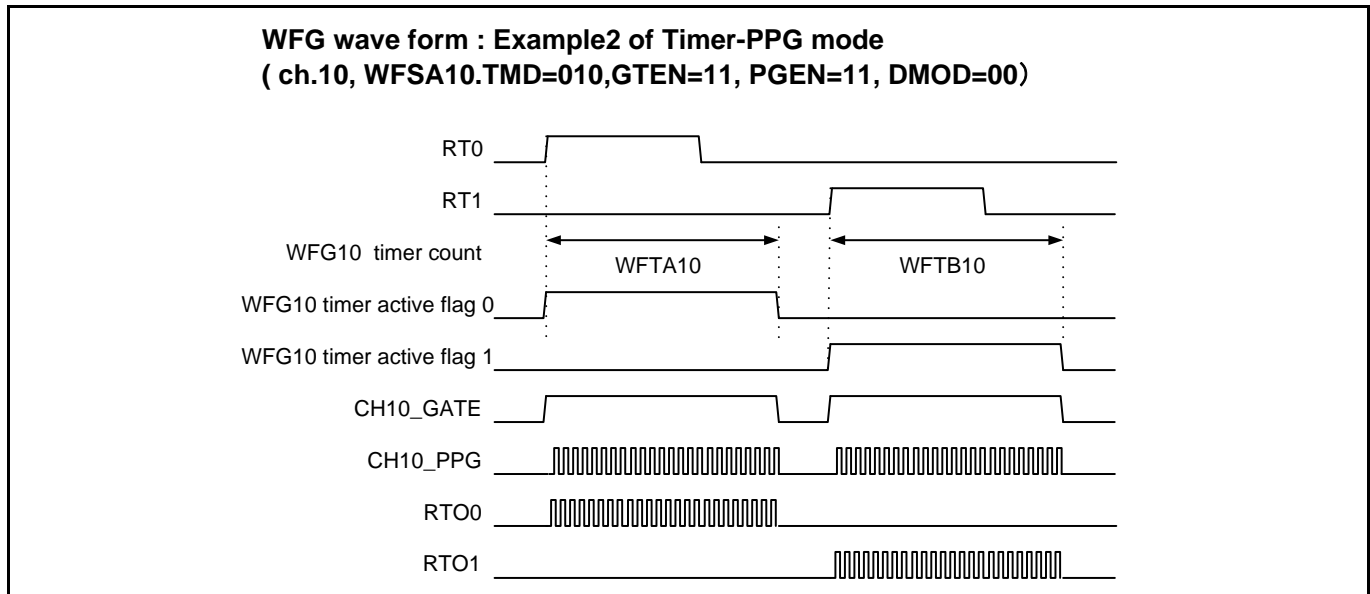 WFG wave form : Example2 of Timer-PPG mode
( ch.10, WFSA10.TMD=010,GTEN=11, PGEN=11, DMOD=00）
RT0
RT1
WFG10 timer count
WFTA10
WFTB10
WFG10 timer active flag 0
WFG10 timer active flag 1
CH10_GATE
CH10_PPG
RTO0
RTO1